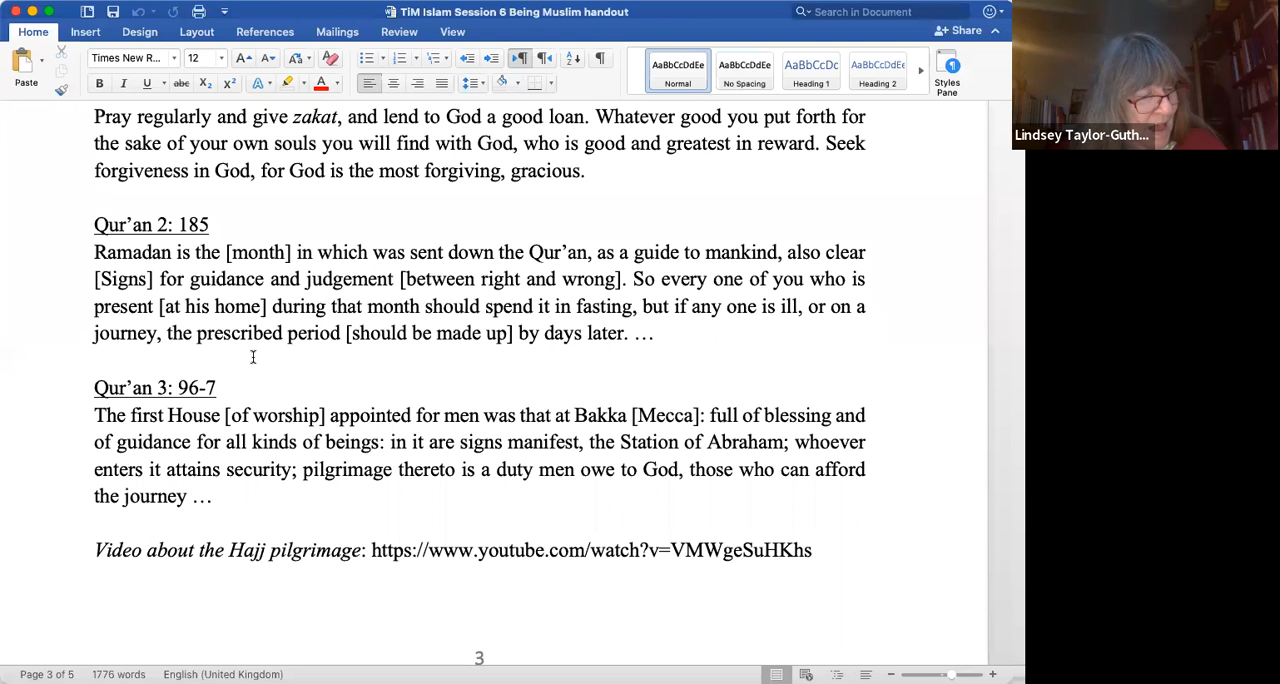 TiM Islam Session 6 Being Muslim handout
Search in Document
Home Insert Design Layout References Mailings Review View
Share
Paste
Times New R... 12
AaBbCcDdEe AaBbCcDdEe AaBbCcDc AaBbCcDdEe
Normal No Spacing Heading 1 Heading 2
Styles
Pane
Lindsey Taylor-Guth...
Pray regularly and give zakat, and lend to God a good loan. Whatever good you put forth for
the sake of your own souls you will find with God, who is good and greatest in reward. Seek
forgiveness in God, for God is the most forgiving, gracious.
Qur’an 2: 185
Ramadan is the [month] in which was sent down the Qur’an, as a guide to mankind, also clear
[Signs] for guidance and judgement [between right and wrong]. So every one of you who is
present [at his home] during that month should spend it in fasting, but if any one is ill, or on a
journey, the prescribed period [should be made up] by days later. …
Qur’an 3: 96-7
The first House [of worship] appointed for men was that at Bakka [Mecca]: full of blessing and
of guidance for all kinds of beings: in it are signs manifest, the Station of Abraham; whoever
enters it attains security; pilgrimage thereto is a duty men owe to God, those who can afford
the journey …
Video about the Hajj pilgrimage: https://www.youtube.com/watch?v=VMWgeSuHKhs
3
Page 3 of 5 1776 words English (United Kingdom)